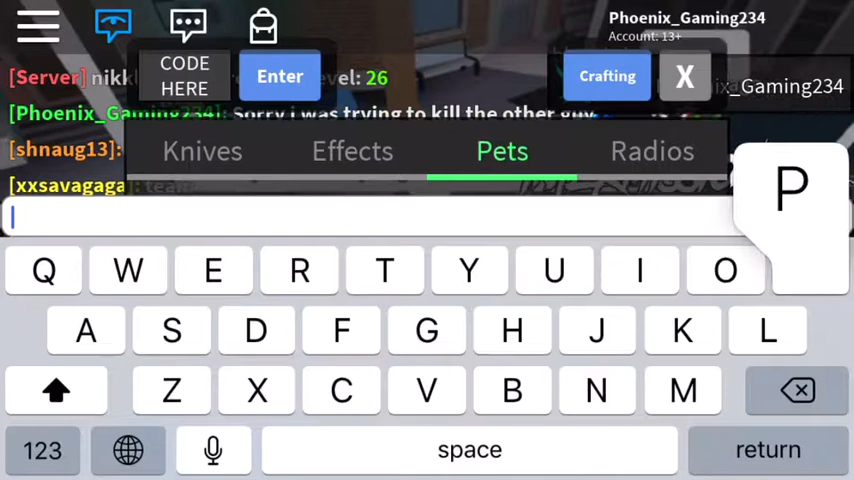 Phoenix_Gaming234
Account: 13+
CODE
HERE
Enter
Crafting
X
[Server] level: 26
_Gaming234
[Phoenix_Gaming234]: Sorry i was trying to kill the other guy
[shnaug13]:
Knives
Effects
Pets
Radios
[xxsavagaga
P
Q W E R T Y U I O
A S D F G H J K L
Z X C V B N M
123
space
return